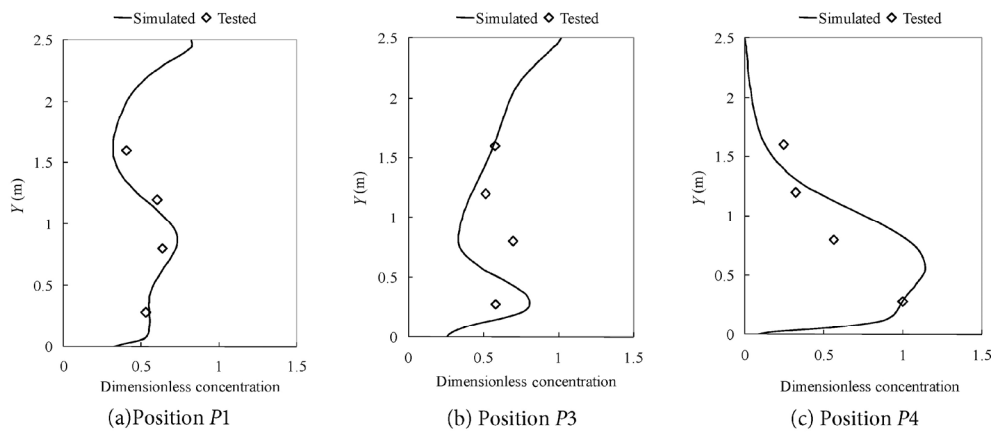 Simulated Tested
2.5
2
1.5
1
0.5
0
Y (m)
0 0.5 1 1.5
Dimensionless concentration
(a)Position P1
Simulated Tested
2.5
2
1.5
1
0.5
0
Y (m)
0 0.5 1 1.5
Dimensionless concentration
(b) Position P3
Simulated Tested
2.5
2
1.5
1
0.5
0
Y (m)
0 0.5 1 1.5
Dimensionless concentration
(c) Position P4